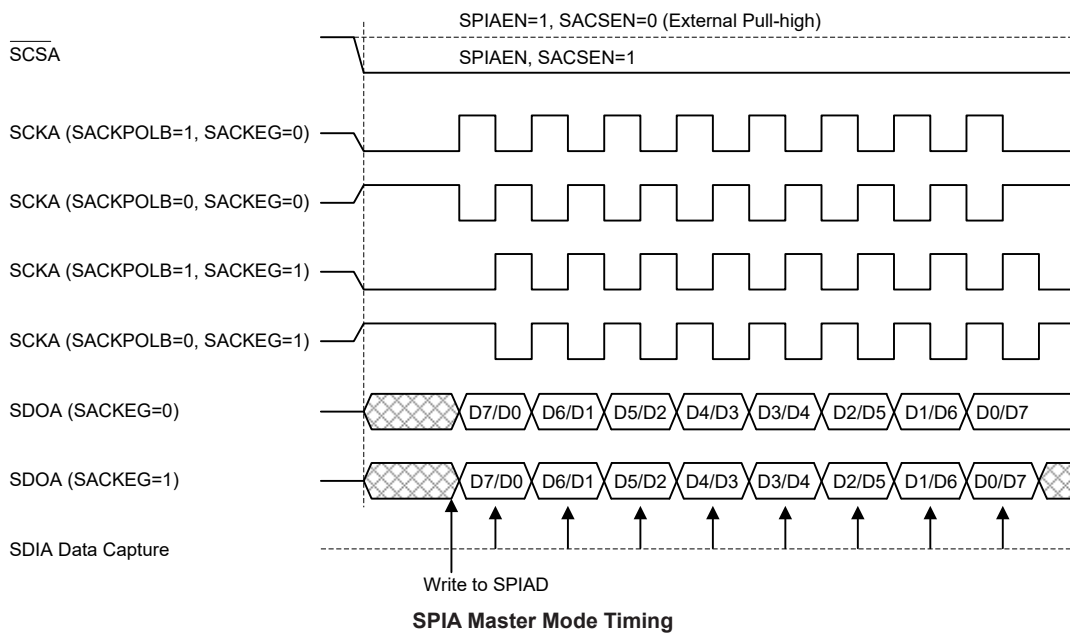 SPIAEN=1, SACSEN=0 (External Pull-high)
SCSA
SPIAEN, SACSEN=1
SCKA (SACKPOLB=1, SACKEG=0)
SCKA (SACKPOLB=0, SACKEG=0)
SCKA (SACKPOLB=1, SACKEG=1)
SCKA (SACKPOLB=0, SACKEG=1)
SDOA (SACKEG=0) D7/D0 D6/D1 D5/D2 D4/D3 D3/D4 D2/D5 D1/D6 D0/D7
SDOA (SACKEG=1) D7/D0 D6/D1 D5/D2 D4/D3 D3/D4 D2/D5 D1/D6 D0/D7
SDIA Data Capture
Write to SPIAD
SPIA Master Mode Timing